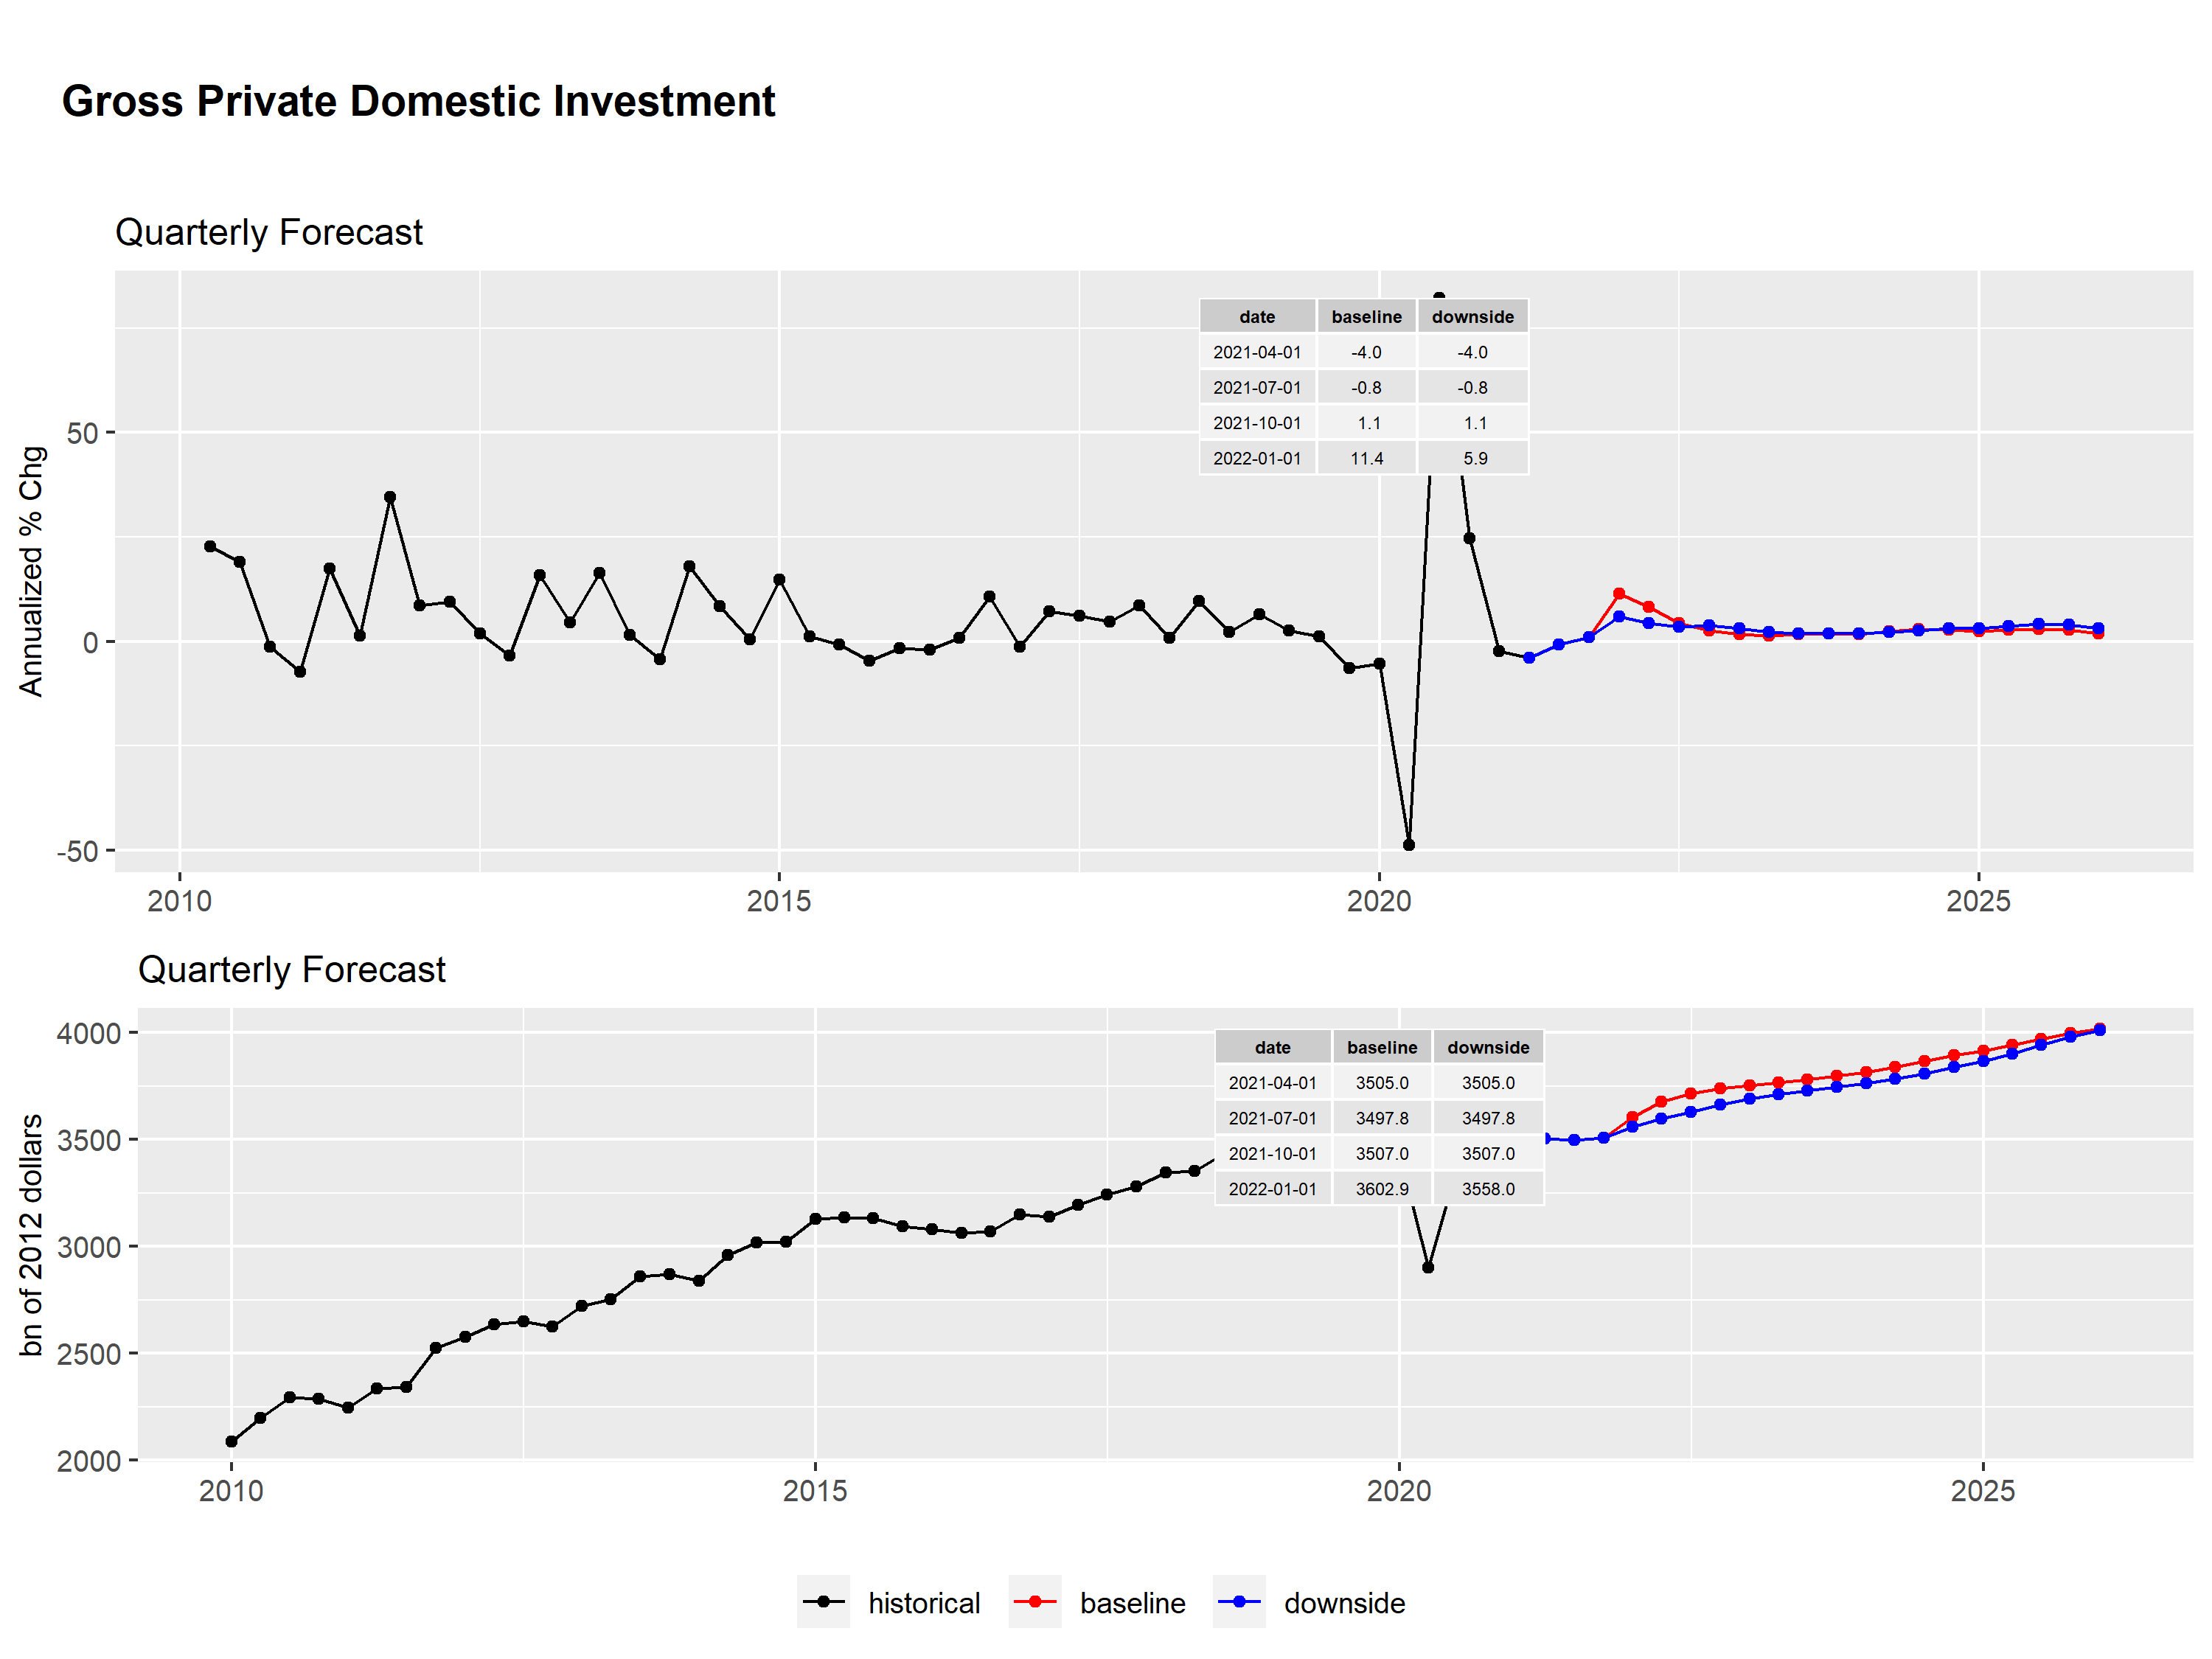 Gross Private Domestic Investment
Quarterly Forecast
Annualized % Chg
50
0
-50
date baseline downside
2021-04-01 -4.0 -4.0
2021-07-01 -0.8 -0.8
2021-10-01 1.1 1.1
2022-01-01 11.4 5.9
2010 2015 2020 2025
Quarterly Forecast
bn of 2012 dollars
4000
3500
3000
2500
2000
date baseline downside
2021-04-01 3505.0 3505.0
2021-07-01 3497.8 3497.8
2021-10-01 3507.0 3507.0
2022-01-01 3602.9 3558.0
2010 2015 2020 2025
historical baseline downside